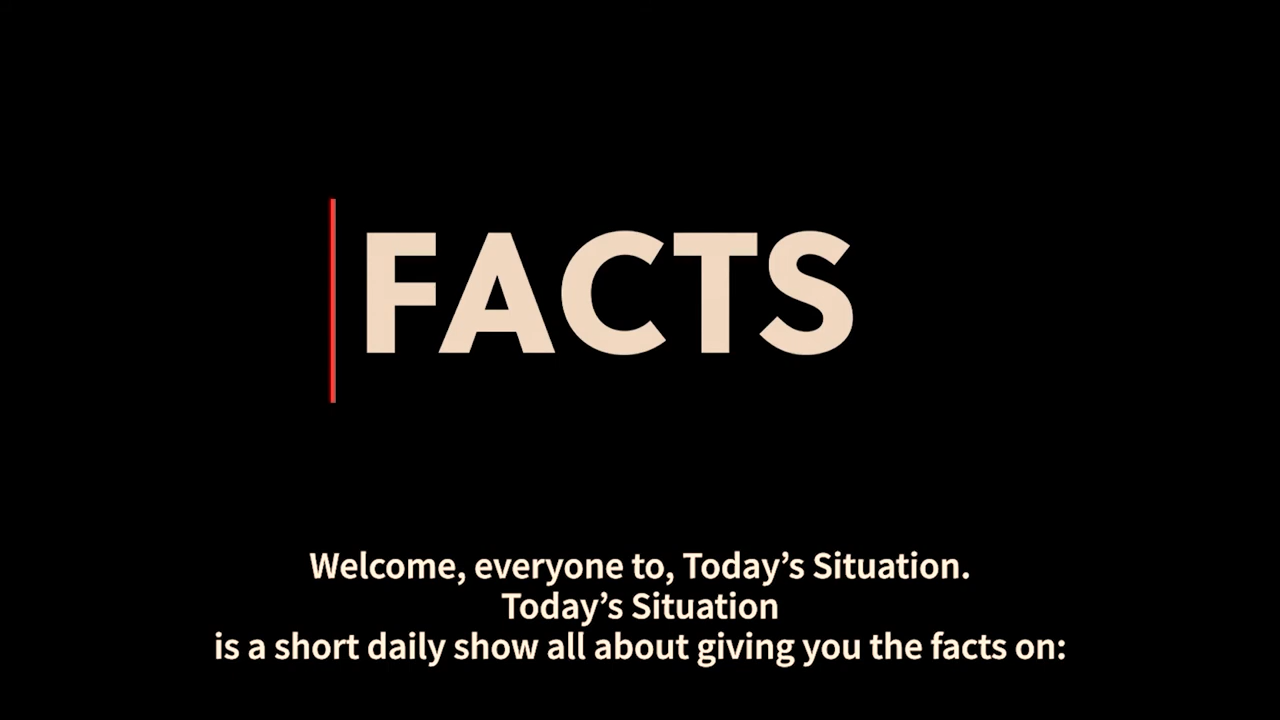 FACTS
Welcome, everyone to, Today’s Situation.
Today’s Situation
is a short daily show all about giving you the facts on: